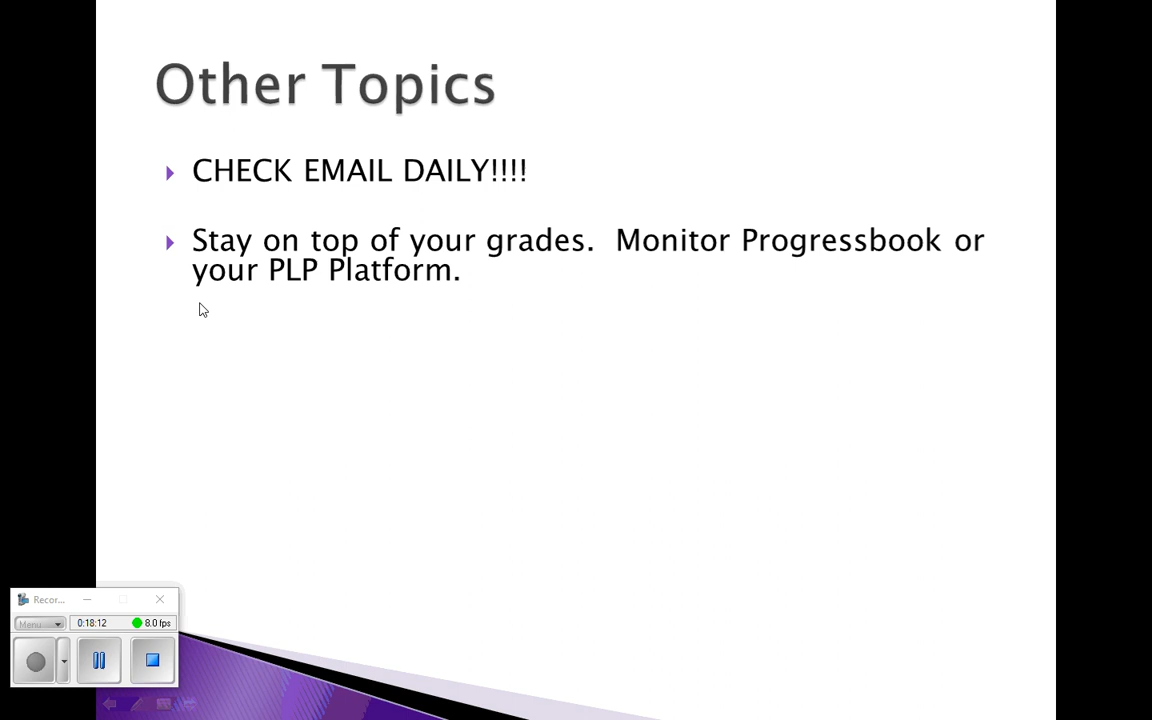 Other Topics
CHECK EMAIL DAILY!!!!
Stay on top of your grades.  Monitor Progressbook or
your PLP Platform.
Recor...
Menu
0:18:12
8.0 fps